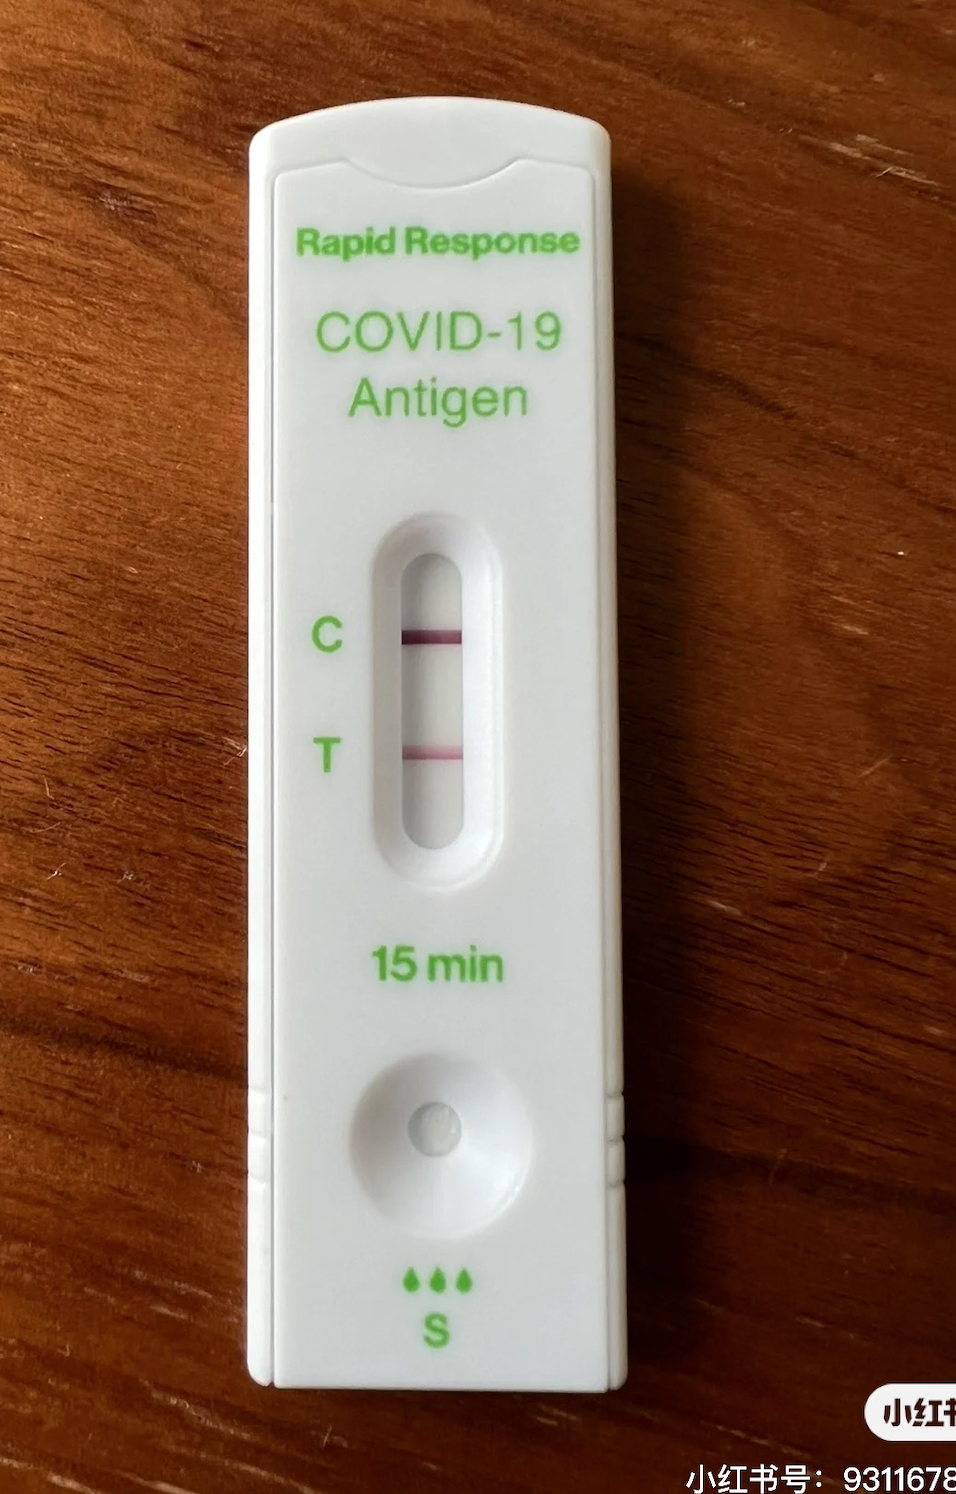 Rapid Response
COVID-19
Antigen
C
T
15 min
S
小红书号：9311678